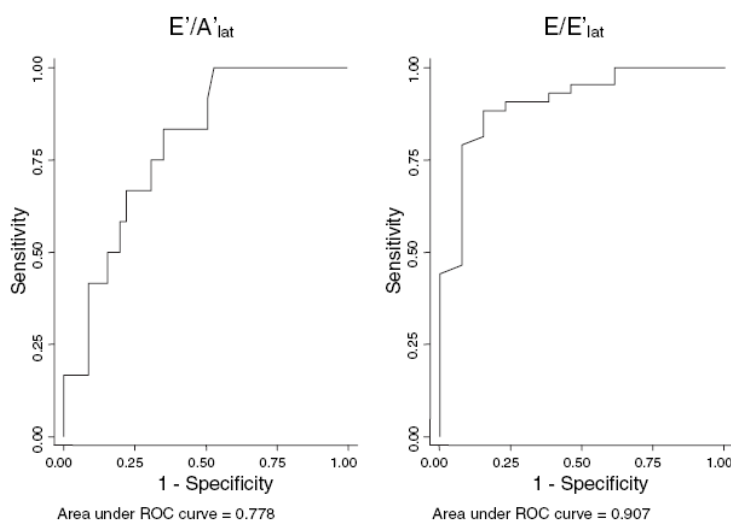 E'/A'lat
1.00
0.75
0.50
0.25
0.00
Sensitivity
0.00 0.25 0.50 0.75 1.00
1 - Specificity
Area under ROC curve = 0.778
E/E'lat
1.00
0.75
0.50
0.25
0.00
Sensitivity
0.00 0.25 0.50 0.75 1.00
1 - Specificity
Area under ROC curve = 0.907